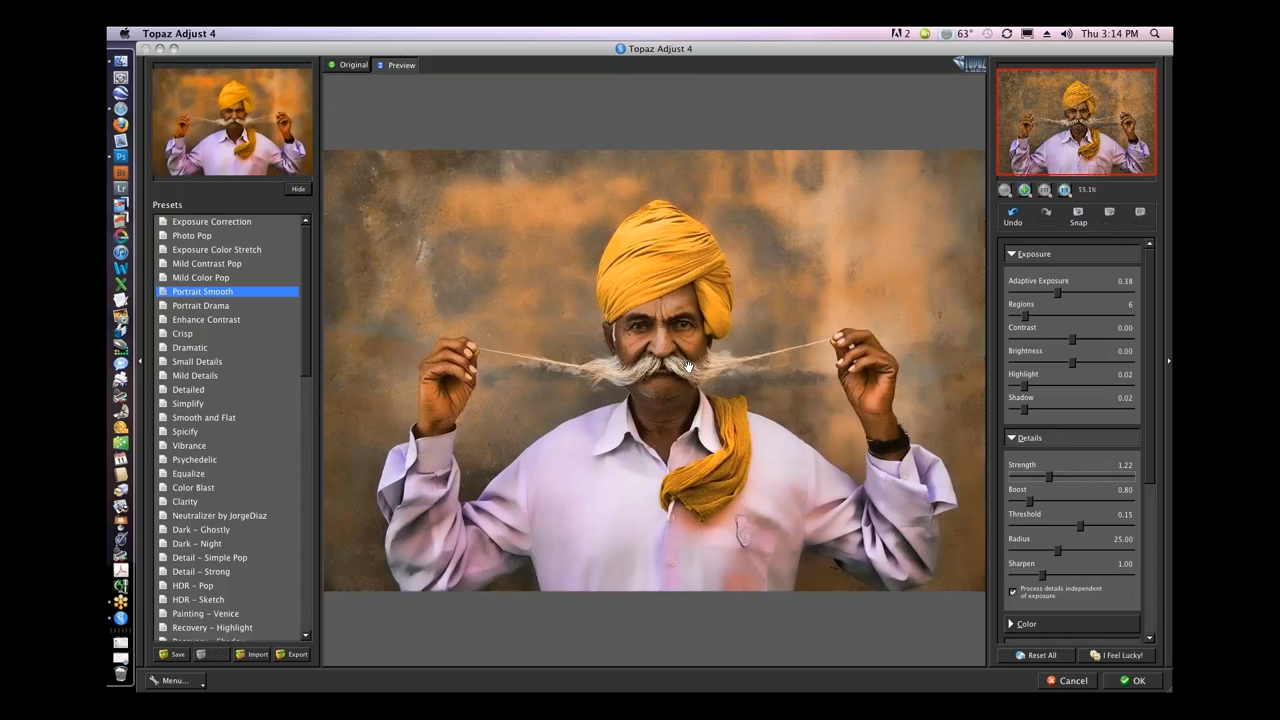 Topaz Adjust 4
2
63°
Thu 3:14 PM
Topaz Adjust 4
Original
Preview
TOPAZ
Hide
Presets
Exposure Correction
Photo Pop
Exposure Color Stretch
Mild Contrast Pop
Mild Color Pop
Portrait Smooth
Portrait Drama
Enhance Contrast
Crisp
Dramatic
Small Details
Mild Details
Detailed
Simplify
Smooth and Flat
Spicify
Vibrance
Psychedelic
Equalize
Color Blast
Clarity
Neutralizer by JorgeDiaz
Dark – Ghostly
Dark – Night
Detail – Simple Pop
Detail – Strong
HDR – Pop
HDR – Sketch
Painting – Venice
Recovery – Highlight
Save
Import
Export
Menu...
Ps
Br
Lr
55.1%
Undo
Snap
Exposure
Adaptive Exposure 0.38
Regions 6
Contrast 0.00
Brightness 0.00
Highlight 0.02
Shadow 0.02
Details
Strength 1.22
Boost 0.80
Threshold 0.15
Radius 25.00
Sharpen 1.00
Process details independent
of exposure
Color
Reset All
I Feel Lucky!
Cancel
OK